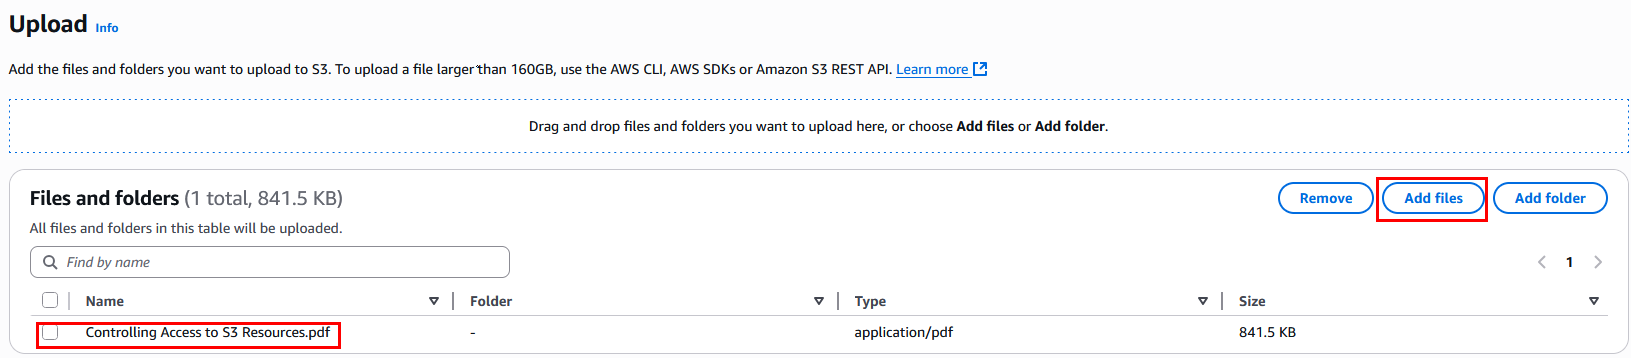 Upload Info
Add the files and folders you want to upload to S3. To upload a file larger than 160GB, use the AWS CLI, AWS SDKs or Amazon S3 REST API. Learn more
Drag and drop files and folders you want to upload here, or choose Add files or Add folder.
Files and folders (1 total, 841.5 KB)
Remove Add files Add folder
All files and folders in this table will be uploaded.
Find by name
1
Name Folder Type Size
Controlling Access to S3 Resources.pdf - application/pdf 841.5 KB